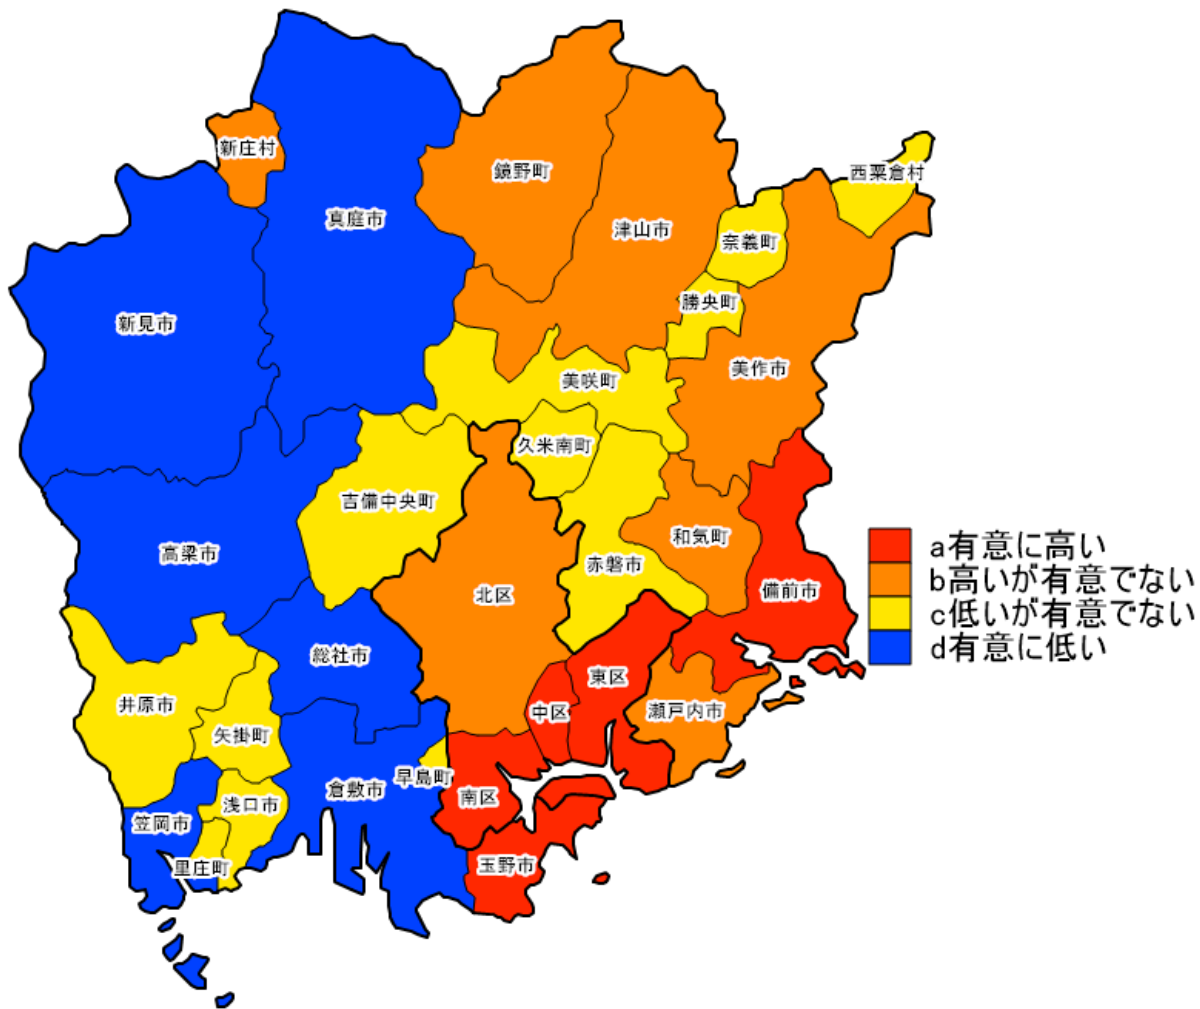 新庄村
鏡野町
西粟倉村
真庭市
津山市
奈義町
勝央町
新見市
美作市
美咲町
久米南町
吉備中央町
和気町
高梁市
赤磐市
備前市
北区
総社市
東区
井原市
中区
瀬戸内市
矢掛町
早島町
倉敷市
南区
浅口市
笠岡市
里庄町
玉野市
a有意に高い
b高いが有意でない
c低いが有意でない
d有意に低い